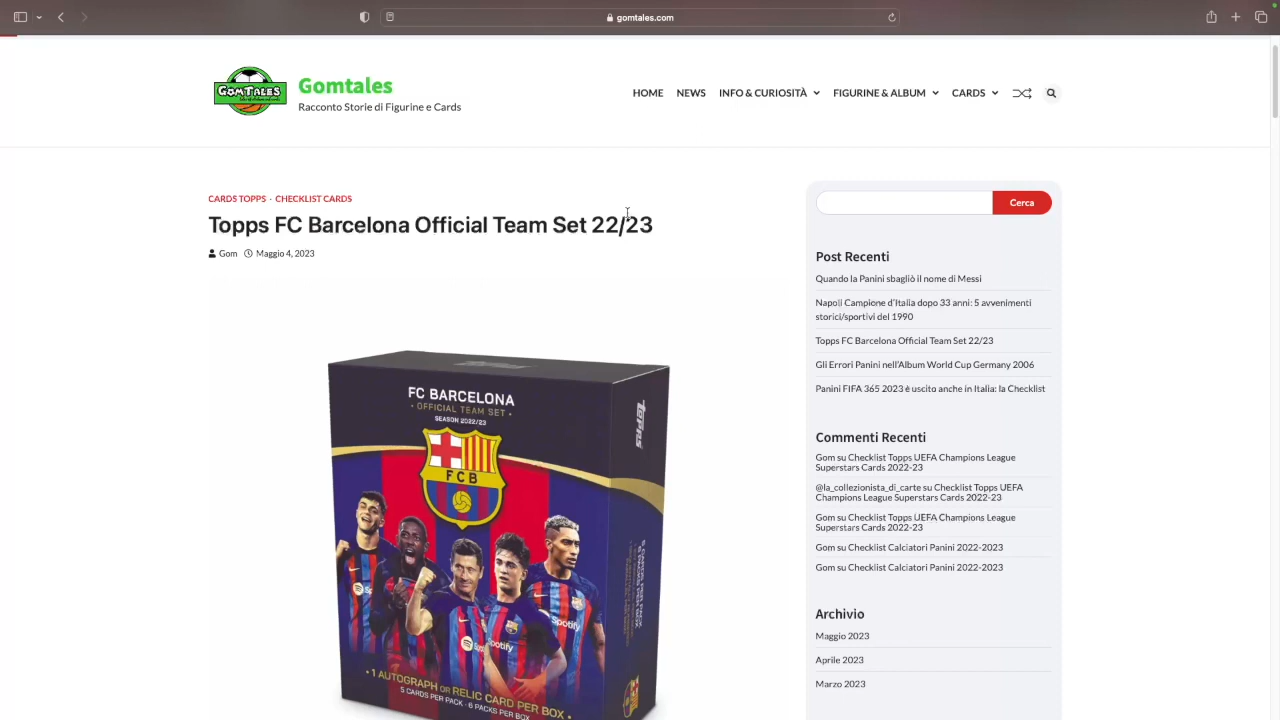 gomtales.com
GOMTALES
Gomtales
Racconto Storie di Figurine e Cards
HOME NEWS INFO & CURIOSITÀ FIGURINE & ALBUM CARDS
CARDS TOPPS · CHECKLIST CARDS
Topps FC Barcelona Official Team Set 22/23
Gom Maggio 4, 2023
FC BARCELONA
• OFFICIAL TEAM SET •
SEASON 2022/23
topps
FCB
Spotify
Spotify
• 1 AUTOGRAPH OR RELIC CARD PER BOX •
5 CARDS PER PACK · 6 PACKS PER BOX
Cerca
Post Recenti
Quando la Panini sbagliò il nome di Messi
Napoli Campione d'Italia dopo 33 anni: 5 avvenimenti
storici/sportivi del 1990
Topps FC Barcelona Official Team Set 22/23
Gli Errori Panini nell'Album World Cup Germany 2006
Panini FIFA 365 2023 è uscito anche in Italia: la Checklist
Commenti Recenti
Gom su Checklist Topps UEFA Champions League
Superstars Cards 2022-23
@la_collezionista_di_carte su Checklist Topps UEFA
Champions League Superstars Cards 2022-23
Gom su Checklist Topps UEFA Champions League
Superstars Cards 2022-23
Gom su Checklist Calciatori Panini 2022-2023
Gom su Checklist Calciatori Panini 2022-2023
Archivio
Maggio 2023
Aprile 2023
Marzo 2023